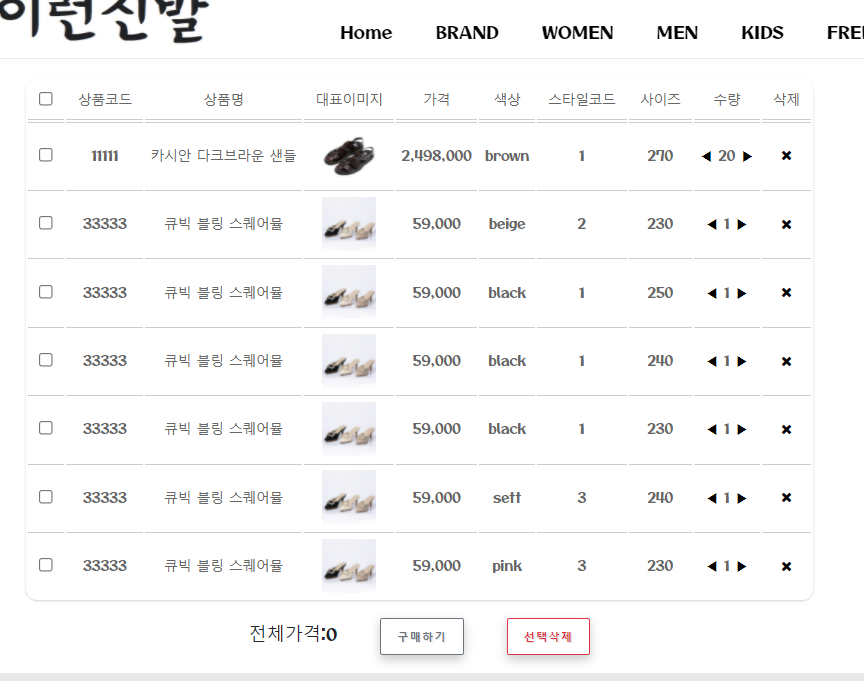 이런신발
Home BRAND WOMEN MEN KIDS FREE
상품코드 상품명 대표이미지 가격 색상 스타일코드 사이즈 수량 삭제
11111 카시안 다크브라운 샌들 2,498,000 brown 1 270 ◀ 20 ▶ ✖
33333 큐빅 블링 스퀘어뮬 59,000 beige 2 230 ◀ 1 ▶ ✖
33333 큐빅 블링 스퀘어뮬 59,000 black 1 250 ◀ 1 ▶ ✖
33333 큐빅 블링 스퀘어뮬 59,000 black 1 240 ◀ 1 ▶ ✖
33333 큐빅 블링 스퀘어뮬 59,000 black 1 230 ◀ 1 ▶ ✖
33333 큐빅 블링 스퀘어뮬 59,000 sett 3 240 ◀ 1 ▶ ✖
33333 큐빅 블링 스퀘어뮬 59,000 pink 3 230 ◀ 1 ▶ ✖
전체가격:0 구매하기 선택삭제